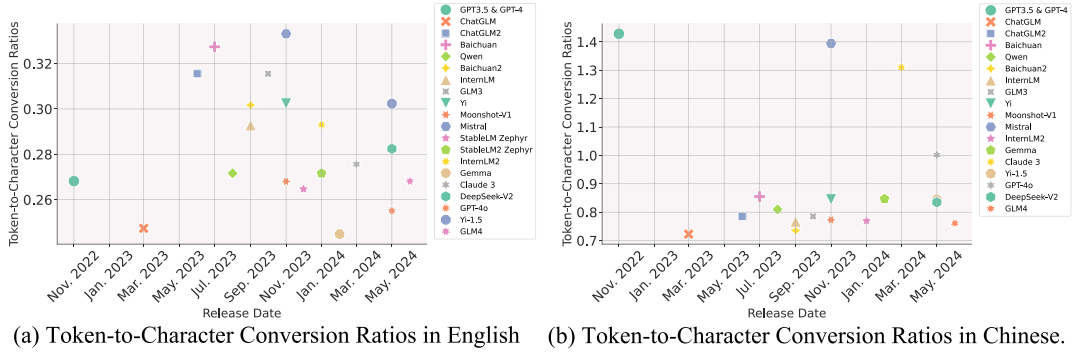 Token-to-Character Conversion Ratios
0.32
0.30
0.28
0.26
Nov. 2022
Jan. 2023
Mar. 2023
May. 2023
Jul. 2023
Sep. 2023
Nov. 2023
Jan. 2024
Mar. 2024
May. 2024
Release Date
GPT3.5 & GPT-4
ChatGLM
ChatGLM2
Baichuan
Qwen
Baichuan2
InternLM
GLM3
Yi
Moonshot-V1
Mistral
StableLM Zephyr
StableLM2 Zephyr
InternLM2
Gemma
Claude 3
DeepSeek-V2
GPT-4o
Yi-1.5
GLM4
(a) Token-to-Character Conversion Ratios in English
Token-to-Character Conversion Ratios
1.4
1.3
1.2
1.1
1.0
0.9
0.8
0.7
Nov. 2022
Jan. 2023
Mar. 2023
May. 2023
Jul. 2023
Sep. 2023
Nov. 2023
Jan. 2024
Mar. 2024
May. 2024
Release Date
GPT3.5 & GPT-4
ChatGLM
ChatGLM2
Baichuan
Qwen
Baichuan2
InternLM
GLM3
Yi
Moonshot-V1
Mistral
InternLM2
Gemma
Claude 3
Yi-1.5
GPT-4o
DeepSeek-V2
GLM4
(b) Token-to-Character Conversion Ratios in Chinese.